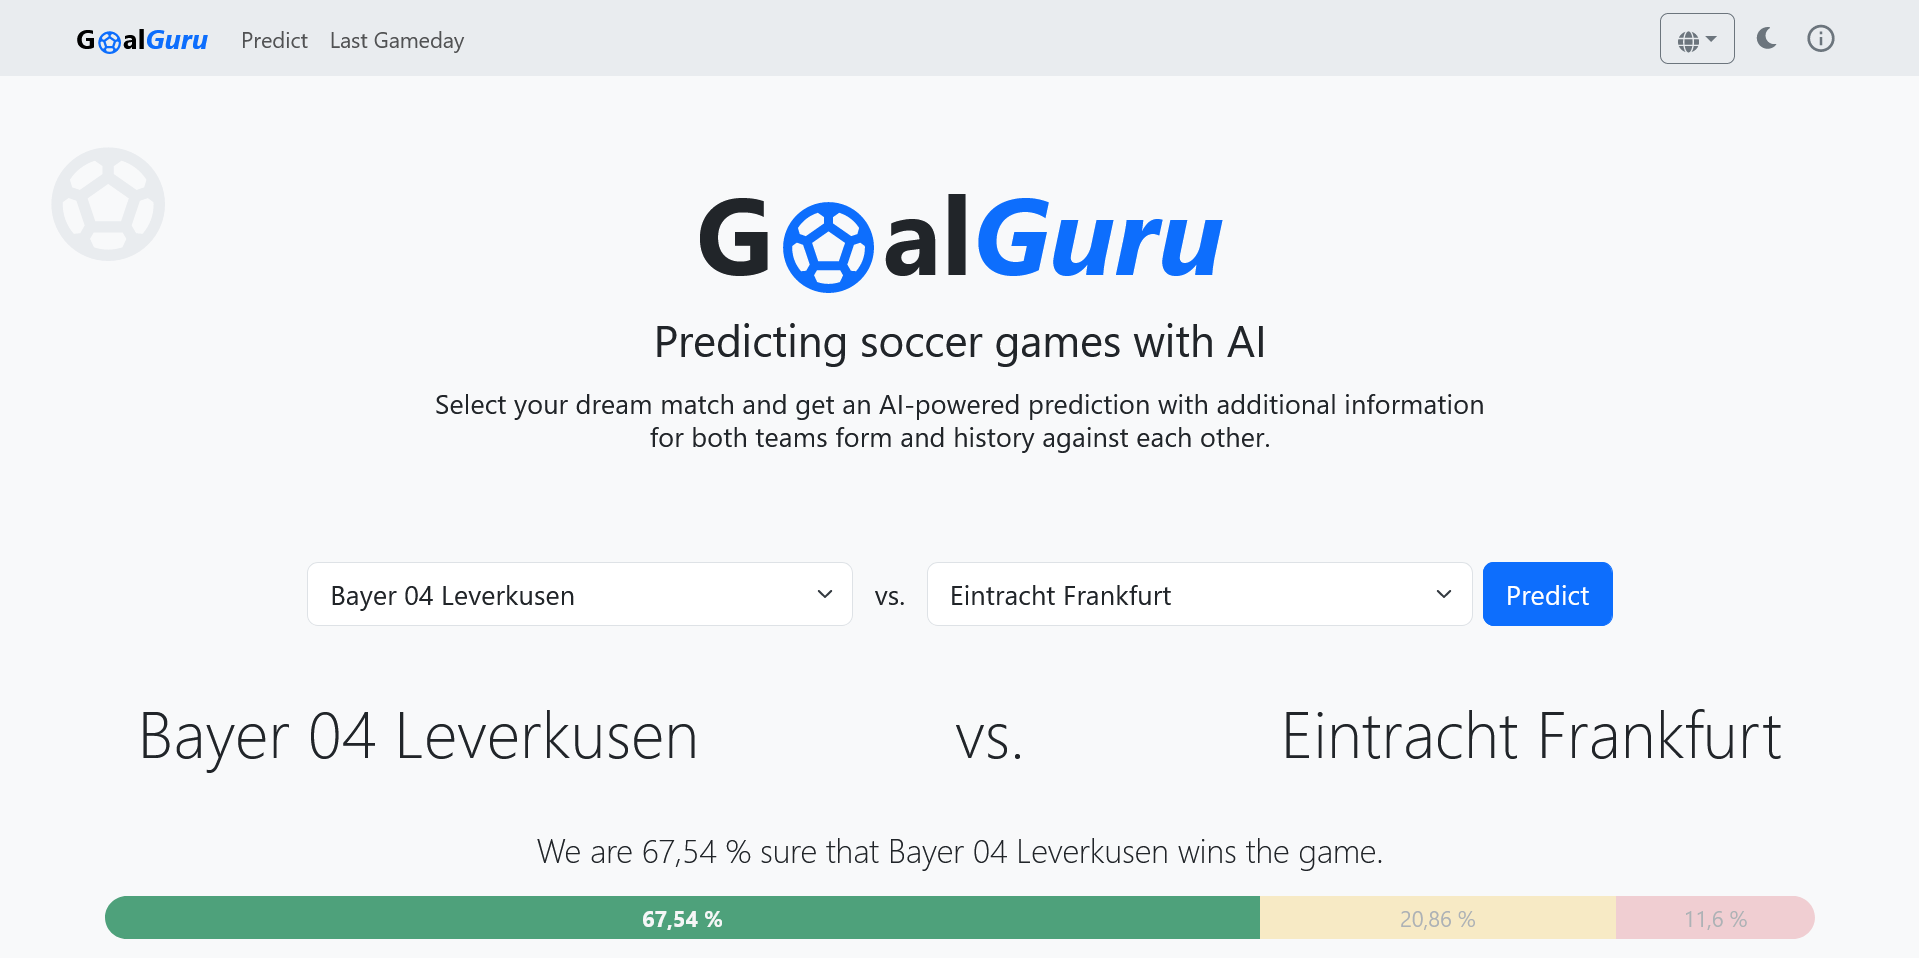 GoalGuru Predict Last Gameday
GoalGuru
Predicting soccer games with AI
Select your dream match and get an AI-powered prediction with additional information
for both teams form and history against each other.
Bayer 04 Leverkusen vs. Eintracht Frankfurt Predict
Bayer 04 Leverkusen vs. Eintracht Frankfurt
We are 67,54 % sure that Bayer 04 Leverkusen wins the game.
67,54 % 20,86 % 11,6 %